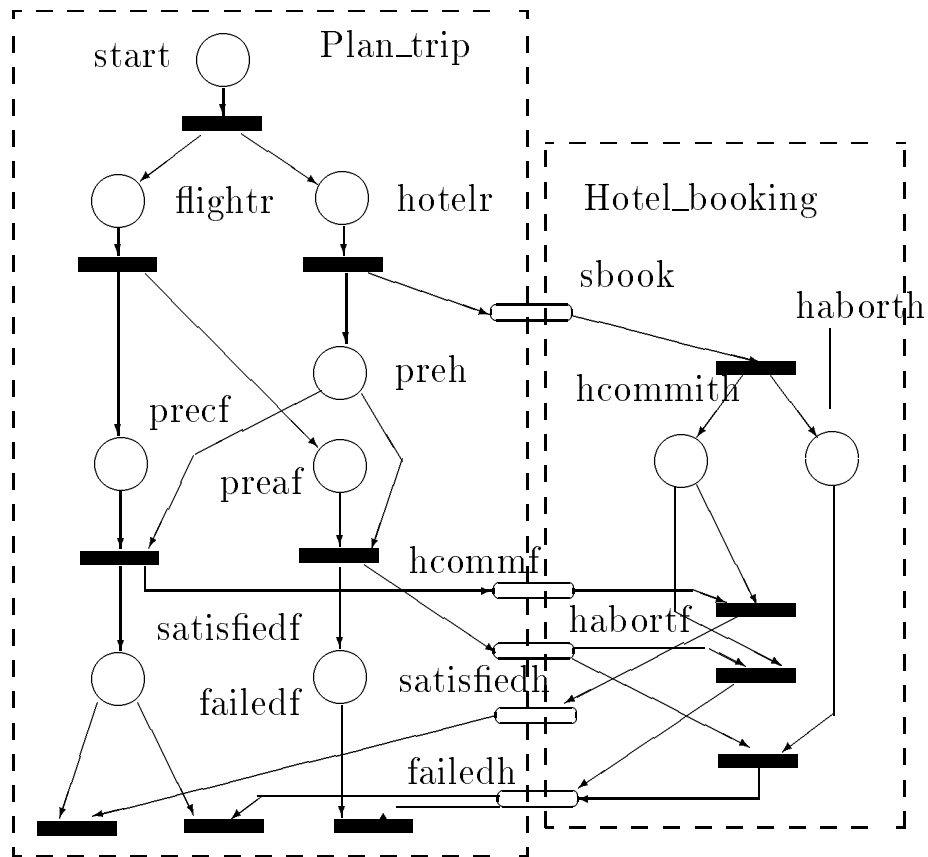 start
Plan_trip
flightr
hotelr
Hotel_booking
sbook
haborth
preh
hcommith
precf
preaf
hcommf
habortf
satisfiedf
satisfiedh
failedf
failedh